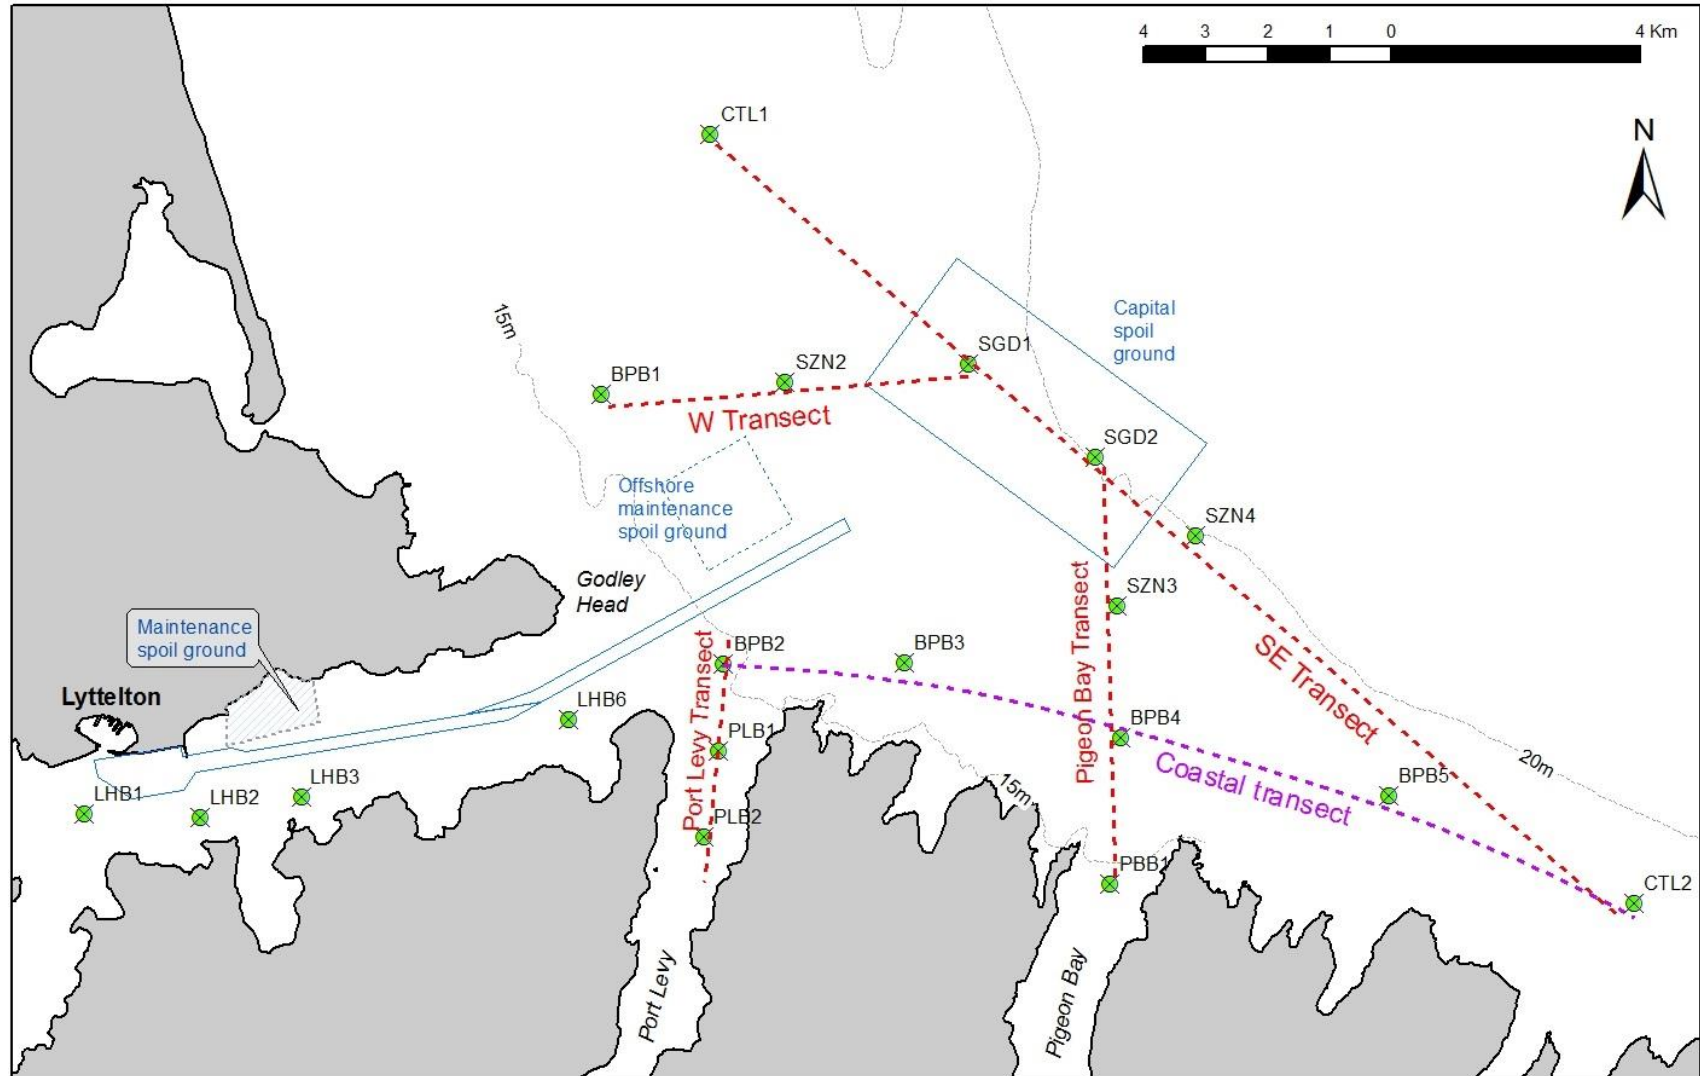 4 3 2 1 0 4 Km
N
CTL1
Capital
spoil
ground
15m
SGD1
SZN2
BPB1
W Transect
SGD2
Offshore
maintenance
spoil ground
SZN4
Godley
Head
SZN3
Pigeon Bay Transect
Maintenance
spoil ground
Port Levy Transect
BPB2
BPB3
SE Transect
Lyttelton
LHB6
PLB1
BPB4
Coastal transect
20m
LHB1
LHB2
LHB3
15m
BPB5
PLB2
PBB1
CTL2
Port Levy
Pigeon Bay